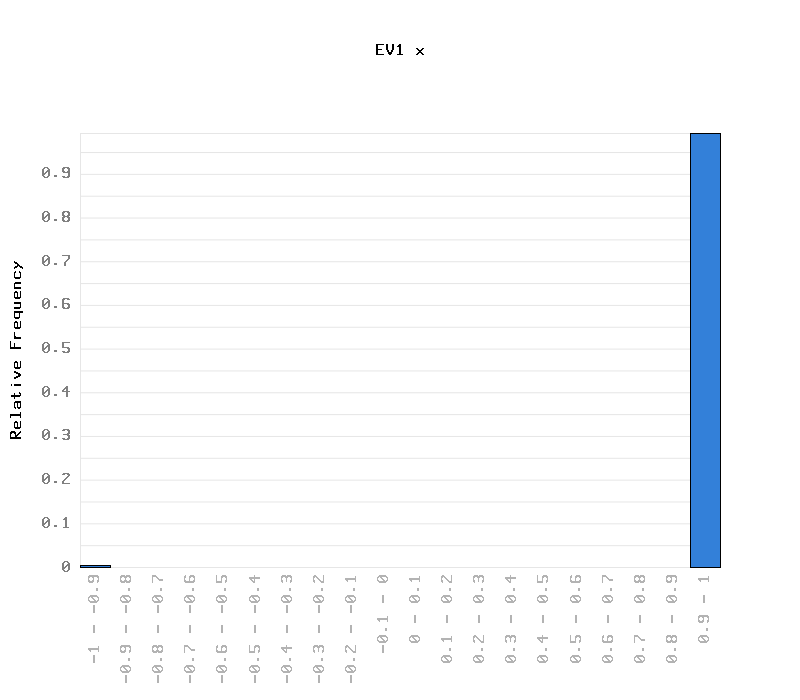 EV1 x
Relative Frequency
0.9
0.8
0.7
0.6
0.5
0.4
0.3
0.2
0.1
0
-1 - -0.9
-0.9 - -0.8
-0.8 - -0.7
-0.7 - -0.6
-0.6 - -0.5
-0.5 - -0.4
-0.4 - -0.3
-0.3 - -0.2
-0.2 - -0.1
-0.1 - 0
0 - 0.1
0.1 - 0.2
0.2 - 0.3
0.3 - 0.4
0.4 - 0.5
0.5 - 0.6
0.6 - 0.7
0.7 - 0.8
0.8 - 0.9
0.9 - 1